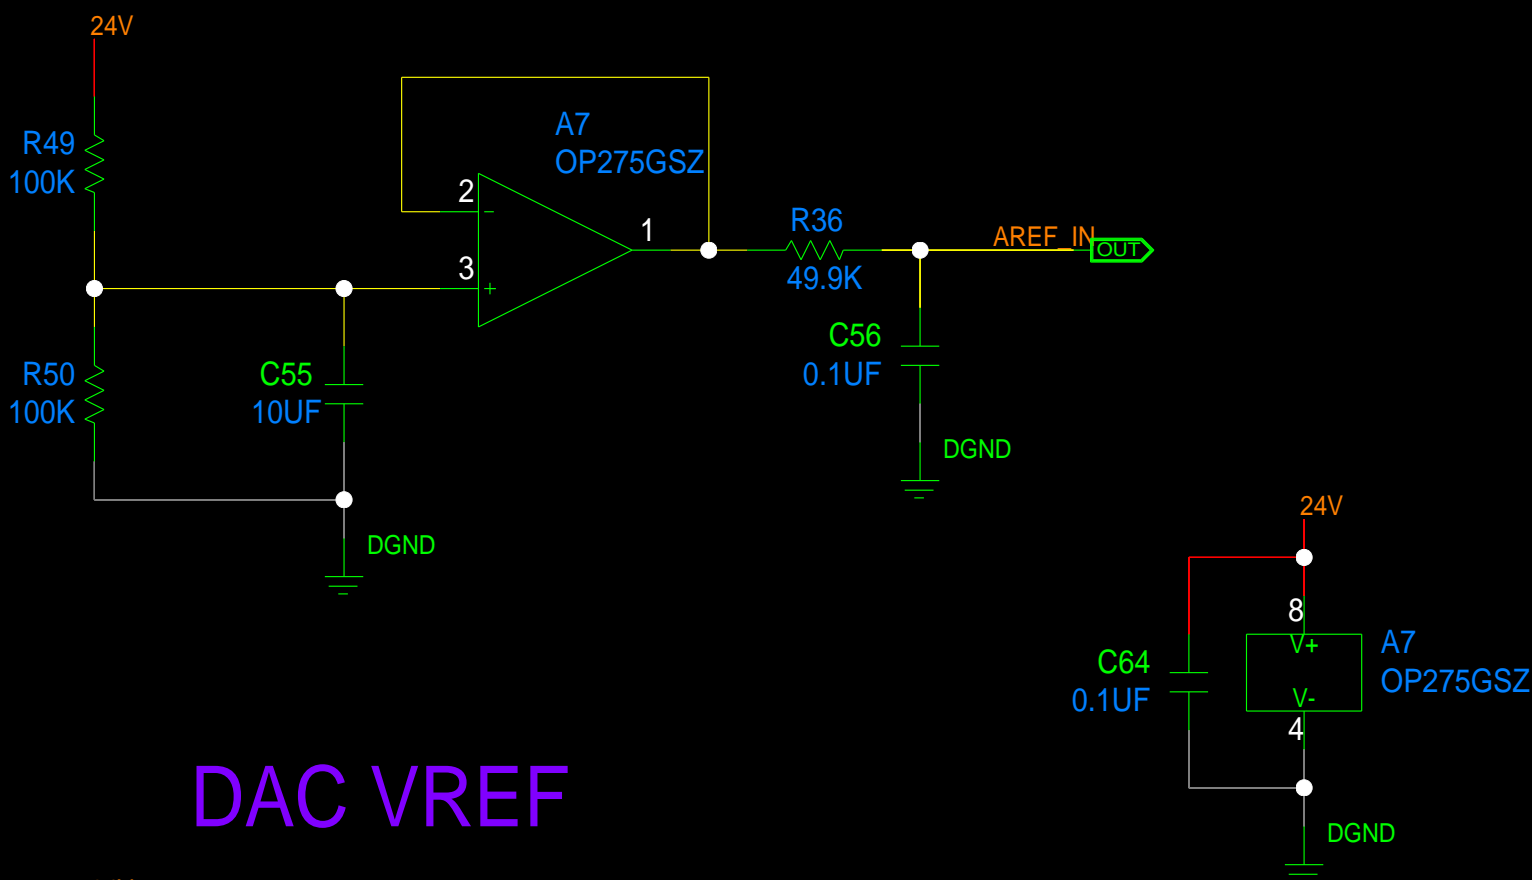 24V
R49
100K
A7
OP275GSZ
2
-
1
3
+
R36
49.9K
AREF_IN
OUT
R50
100K
C55
10UF
C56
0.1UF
DGND
DGND
24V
8
V+
A7
OP275GSZ
C64
0.1UF
V-
4
DGND
DAC VREF